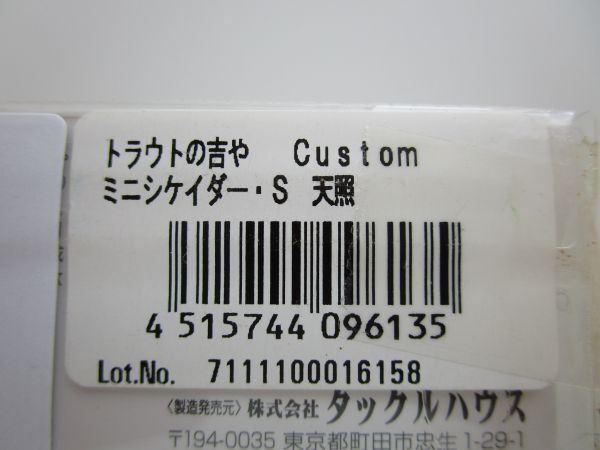 トラウトの吉や Custom
ミニシケイダー・S 天照
4 515744 096135
Lot.No. 7111100016158
〈製造発売元〉株式会社 タックルハウス
〒194-0035 東京都町田市忠生1-29-1